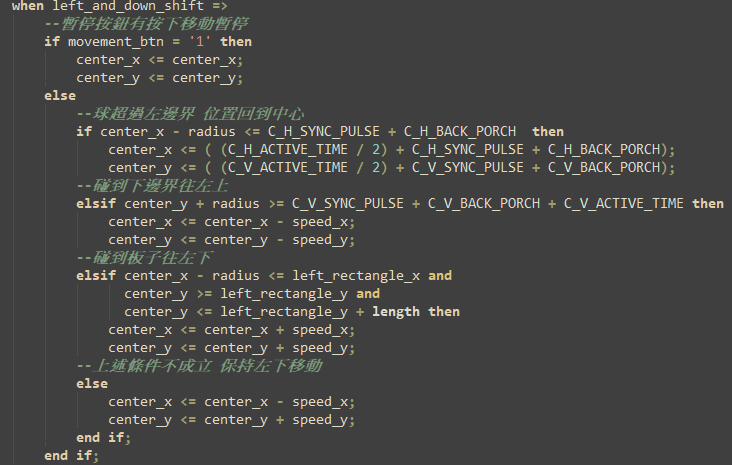 when left_and_down_shift =>
    --暫停按鈕有按下移動暫停
    if movement_btn = '1' then
        center_x <= center_x;
        center_y <= center_y;
    else
        --球超過左邊界 位置回到中心
        if center_x - radius <= C_H_SYNC_PULSE + C_H_BACK_PORCH  then
            center_x <= ( (C_H_ACTIVE_TIME / 2) + C_H_SYNC_PULSE + C_H_BACK_PORCH);
            center_y <= ( (C_V_ACTIVE_TIME / 2) + C_V_SYNC_PULSE + C_V_BACK_PORCH);
        --碰到下邊界往左上
        elsif center_y + radius >= C_V_SYNC_PULSE + C_V_BACK_PORCH + C_V_ACTIVE_TIME then
            center_x <= center_x - speed_x;
            center_y <= center_y - speed_y;
        --碰到板子往左下
        elsif center_x - radius <= left_rectangle_x and
              center_y >= left_rectangle_y and
              center_y <= left_rectangle_y + length then
            center_x <= center_x + speed_x;
            center_y <= center_y + speed_y;
        --上述條件不成立 保持左下移動
        else
            center_x <= center_x - speed_x;
            center_y <= center_y + speed_y;
        end if;
    end if;